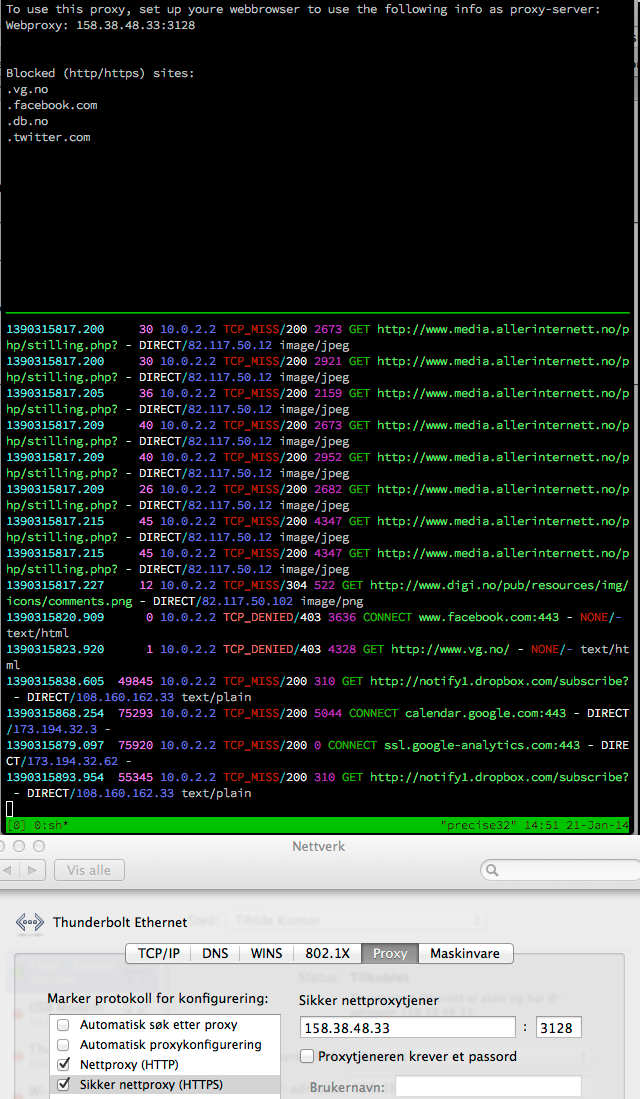 To use this proxy, set up youre webbrowser to use the following info as proxy-server:
Webproxy: 158.38.48.33:3128
Blocked (http/https) sites:
.vg.no
.facebook.com
.db.no
.twitter.com
1390315817.200     30 10.0.2.2 TCP_MISS/200 2673 GET http://www.media.allerinternett.no/p
hp/stilling.php? - DIRECT/82.117.50.12 image/jpeg
1390315817.200     30 10.0.2.2 TCP_MISS/200 2921 GET http://www.media.allerinternett.no/p
hp/stilling.php? - DIRECT/82.117.50.12 image/jpeg
1390315817.205     36 10.0.2.2 TCP_MISS/200 2159 GET http://www.media.allerinternett.no/p
hp/stilling.php? - DIRECT/82.117.50.12 image/jpeg
1390315817.209     40 10.0.2.2 TCP_MISS/200 2673 GET http://www.media.allerinternett.no/p
hp/stilling.php? - DIRECT/82.117.50.12 image/jpeg
1390315817.209     40 10.0.2.2 TCP_MISS/200 2952 GET http://www.media.allerinternett.no/p
hp/stilling.php? - DIRECT/82.117.50.12 image/jpeg
1390315817.209     26 10.0.2.2 TCP_MISS/200 2682 GET http://www.media.allerinternett.no/p
hp/stilling.php? - DIRECT/82.117.50.12 image/jpeg
1390315817.215     45 10.0.2.2 TCP_MISS/200 4347 GET http://www.media.allerinternett.no/p
hp/stilling.php? - DIRECT/82.117.50.12 image/jpeg
1390315817.215     45 10.0.2.2 TCP_MISS/200 4347 GET http://www.media.allerinternett.no/p
hp/stilling.php? - DIRECT/82.117.50.12 image/jpeg
1390315817.227     12 10.0.2.2 TCP_MISS/304 522 GET http://www.digi.no/pub/resources/img/
icons/comments.png - DIRECT/82.117.50.102 image/png
1390315820.909      0 10.0.2.2 TCP_DENIED/403 3636 CONNECT www.facebook.com:443 - NONE/-
text/html
1390315823.920      1 10.0.2.2 TCP_DENIED/403 4328 GET http://www.vg.no/ - NONE/- text/ht
ml
1390315838.605  49845 10.0.2.2 TCP_MISS/200 310 GET http://notify1.dropbox.com/subscribe?
 - DIRECT/108.160.162.33 text/plain
1390315868.254  75293 10.0.2.2 TCP_MISS/200 5044 CONNECT calendar.google.com:443 - DIRECT
/173.194.32.3 -
1390315879.097  75920 10.0.2.2 TCP_MISS/200 0 CONNECT ssl.google-analytics.com:443 - DIRE
CT/173.194.32.62 -
1390315893.954  55345 10.0.2.2 TCP_MISS/200 310 GET http://notify1.dropbox.com/subscribe?
 - DIRECT/108.160.162.33 text/plain
[0] 0:sh* "precise32" 14:51 21-Jan-14
Nettverk
Vis alle
Thunderbolt Ethernet
Sted: Tihlde Kontor
TCP/IP DNS WINS 802.1X Proxy Maskinvare
Status: Tilkoblet
Marker protokoll for konfigurering: Sikker nettproxytjener
Automatisk søk etter proxy 158.38.48.33 : 3128
Automatisk proxykonfigurering Proxytjeneren krever et passord
Nettproxy (HTTP)
Sikker nettproxy (HTTPS) Brukernavn: